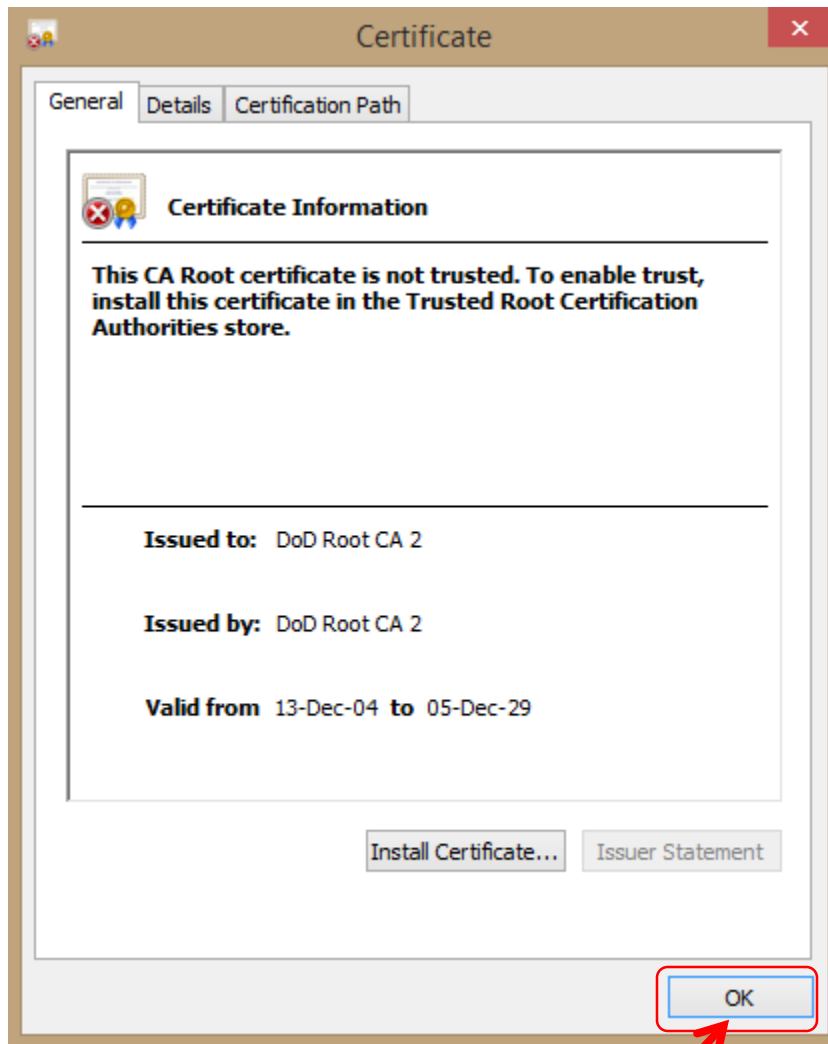 Certificate
General Details Certification Path
Certificate Information
This CA Root certificate is not trusted. To enable trust,
install this certificate in the Trusted Root Certification
Authorities store.
Issued to: DoD Root CA 2
Issued by: DoD Root CA 2
Valid from 13-Dec-04 to 05-Dec-29
Install Certificate... Issuer Statement
OK